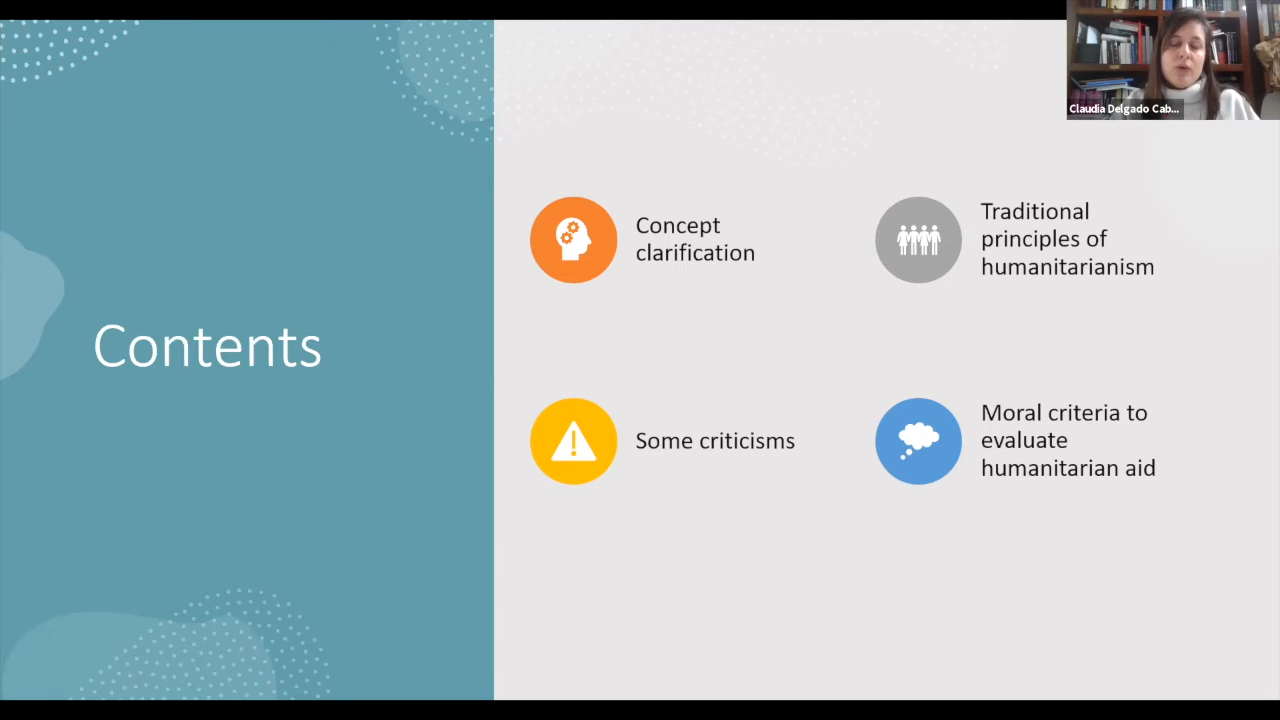 Claudia Delgado Cab...
Contents
Concept
clarification
Traditional
principles of
humanitarianism
Some criticisms
Moral criteria to
evaluate
humanitarian aid